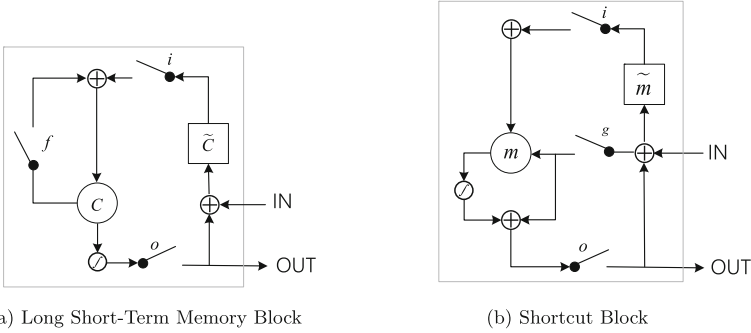 i
f
C̃
C
IN
o
OUT
i
m̃
g
m
IN
o
OUT
a) Long Short-Term Memory Block
(b) Shortcut Block